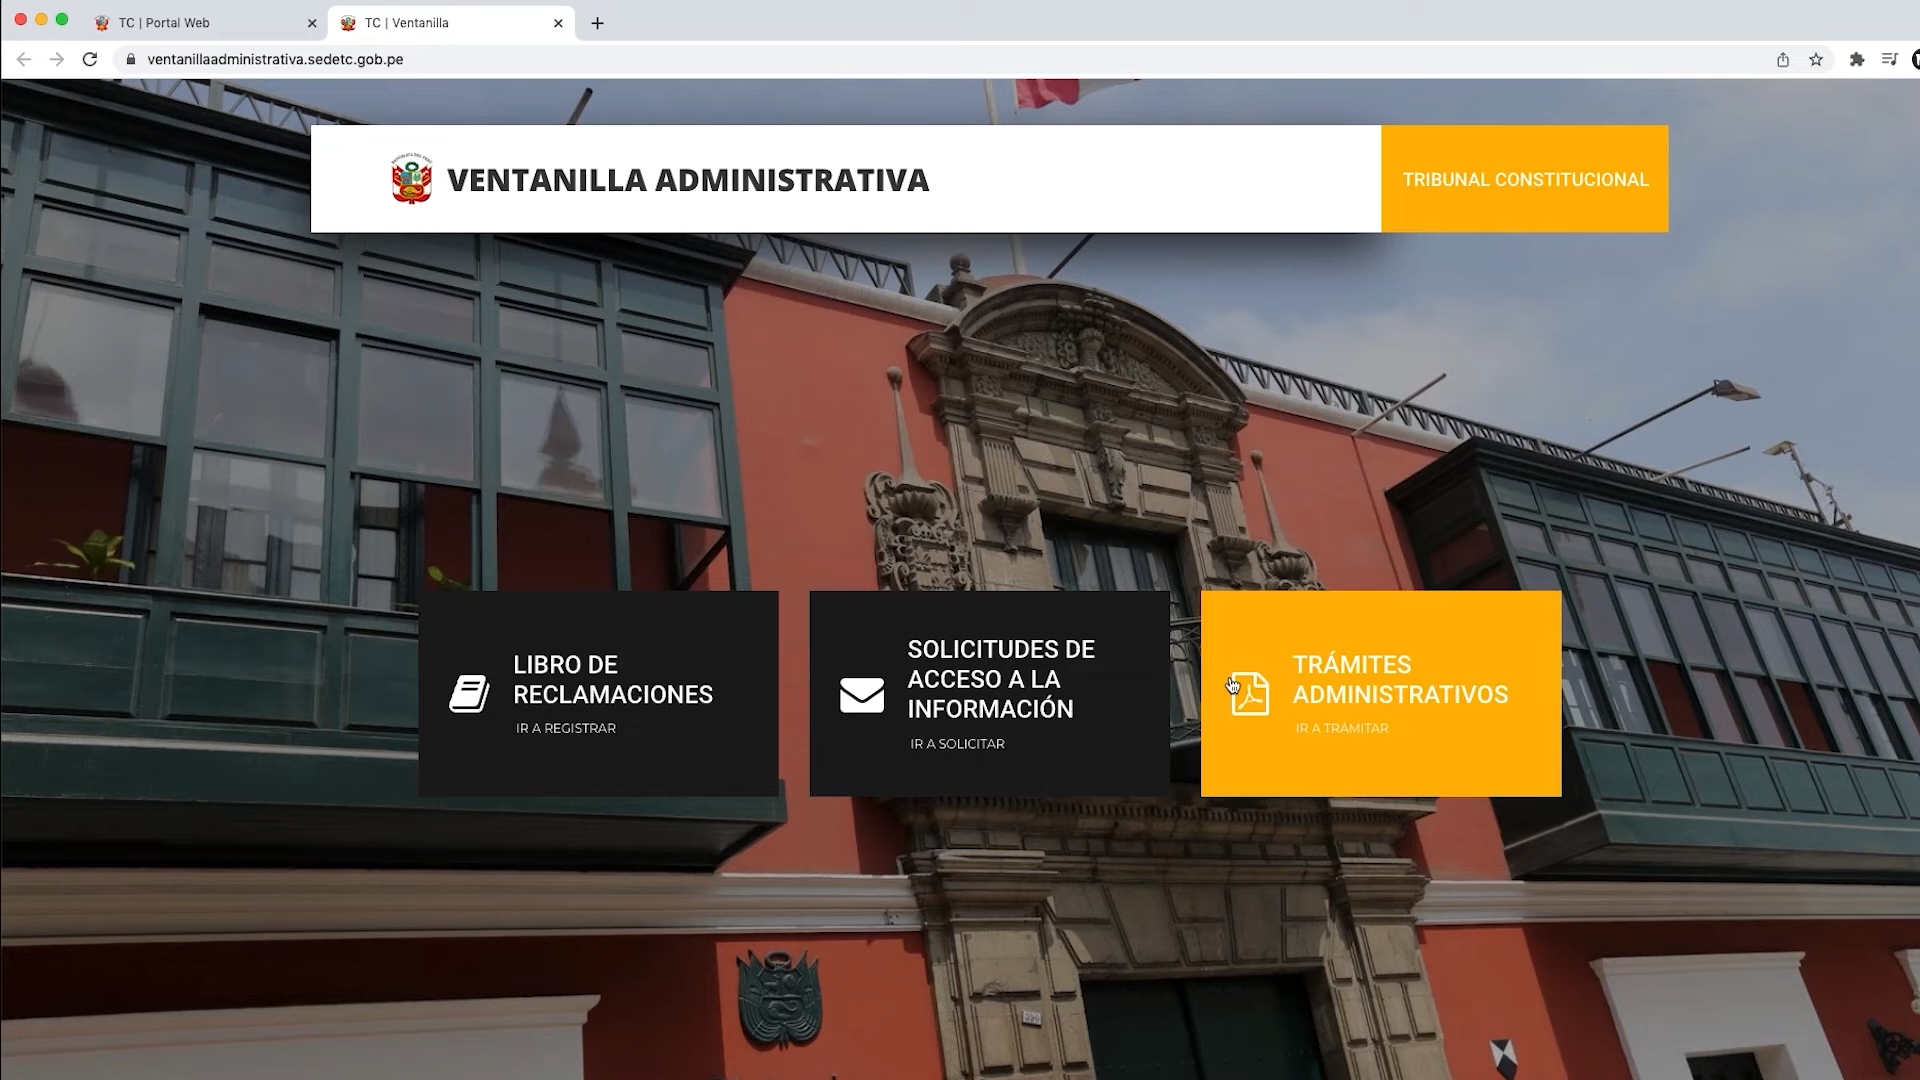 TC | Portal Web
TC | Ventanilla
ventanillaadministrativa.sedetc.gob.pe
VENTANILLA ADMINISTRATIVA
TRIBUNAL CONSTITUCIONAL
LIBRO DE
RECLAMACIONES
IR A REGISTRAR
SOLICITUDES DE
ACCESO A LA
INFORMACIÓN
IR A SOLICITAR
TRÁMITES
ADMINISTRATIVOS
IR A TRÁMITAR